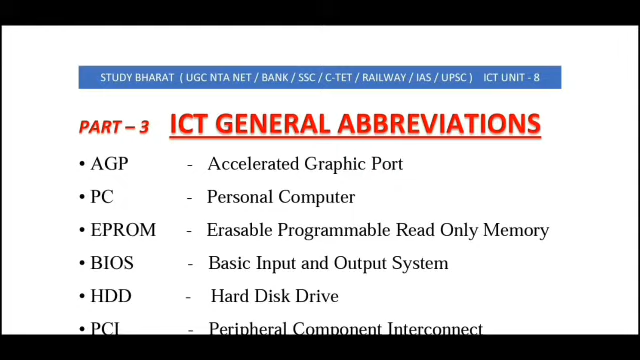 STUDY BHARAT ( UGC NTA NET / BANK / SSC / C-TET / RAILWAY / IAS / UPSC ) ICT UNIT - 8
PART – 3 ICT GENERAL ABBREVIATIONS
• AGP - Accelerated Graphic Port
• PC - Personal Computer
• EPROM - Erasable Programmable Read Only Memory
• BIOS - Basic Input and Output System
• HDD - Hard Disk Drive
• PCI - Peripheral Component Interconnect